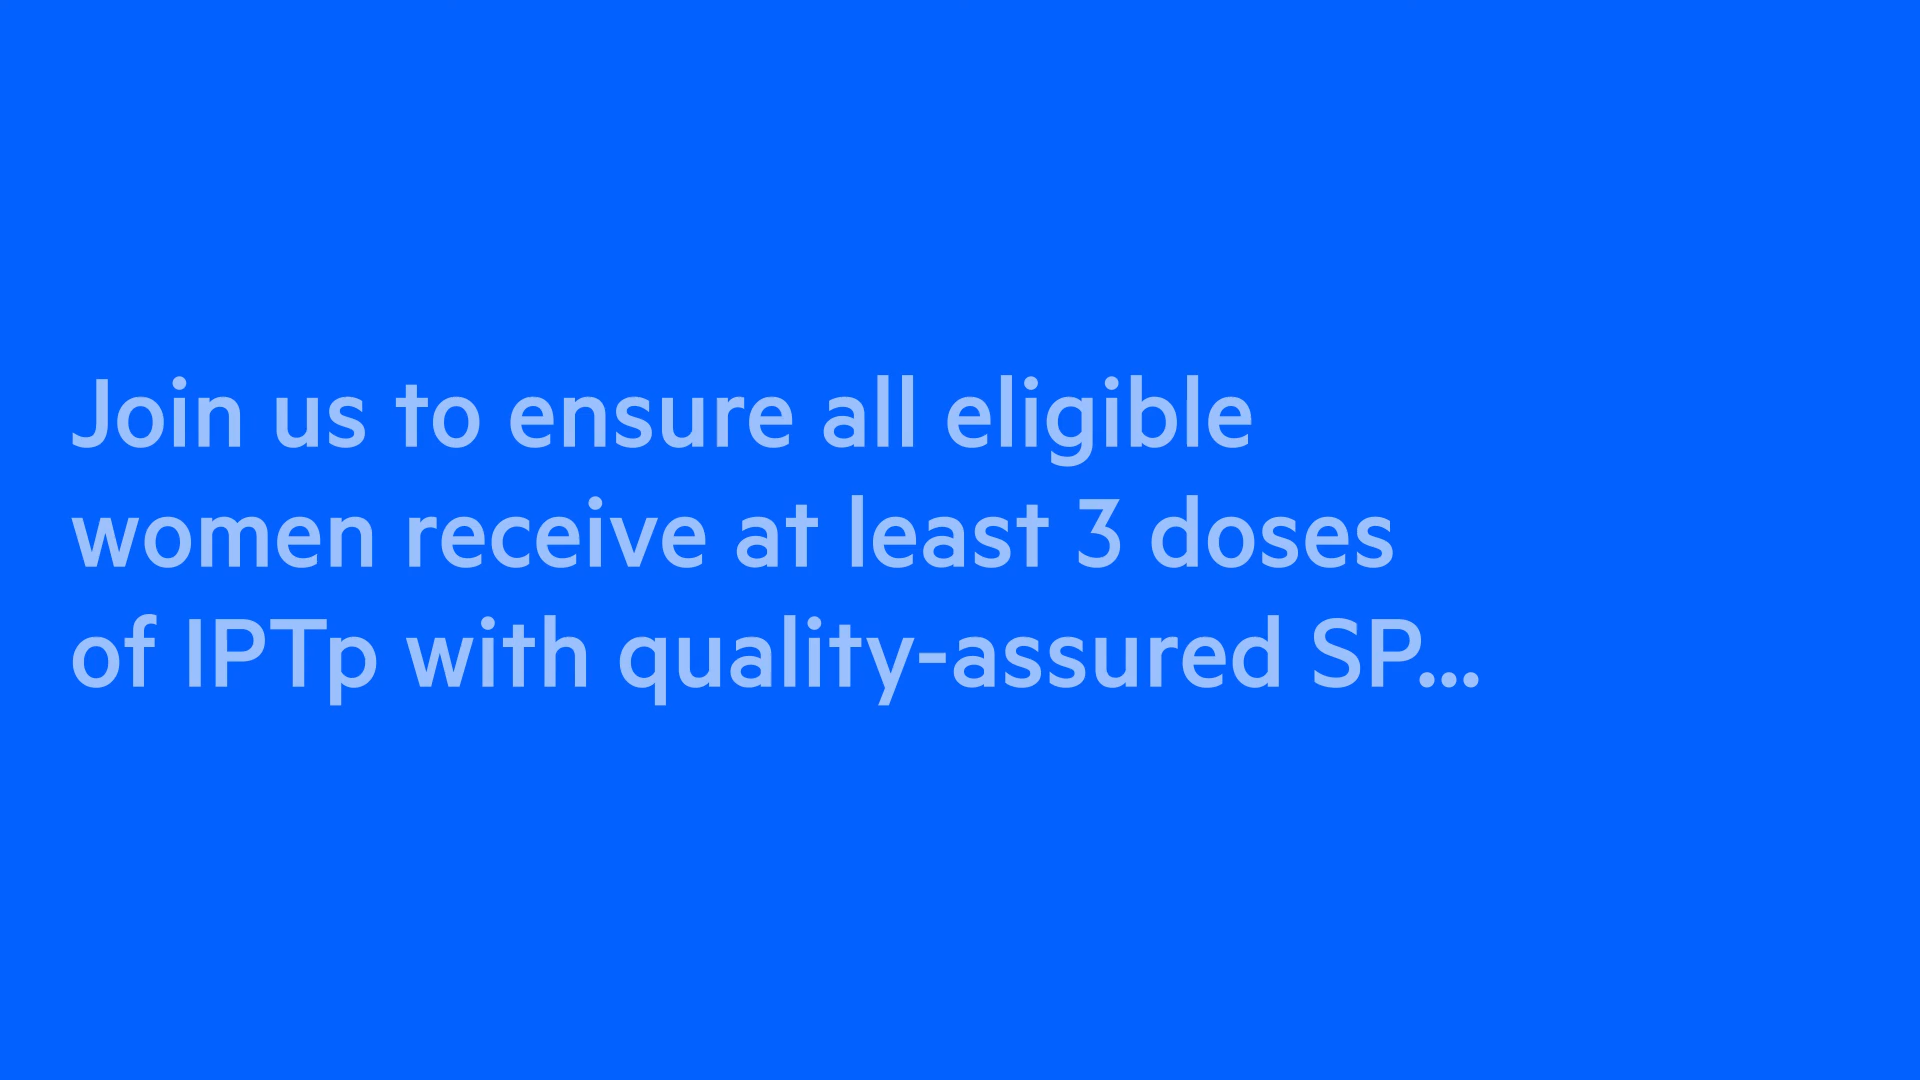 Join us to ensure all eligible
women receive at least 3 doses
of IPTp with quality-assured SP...